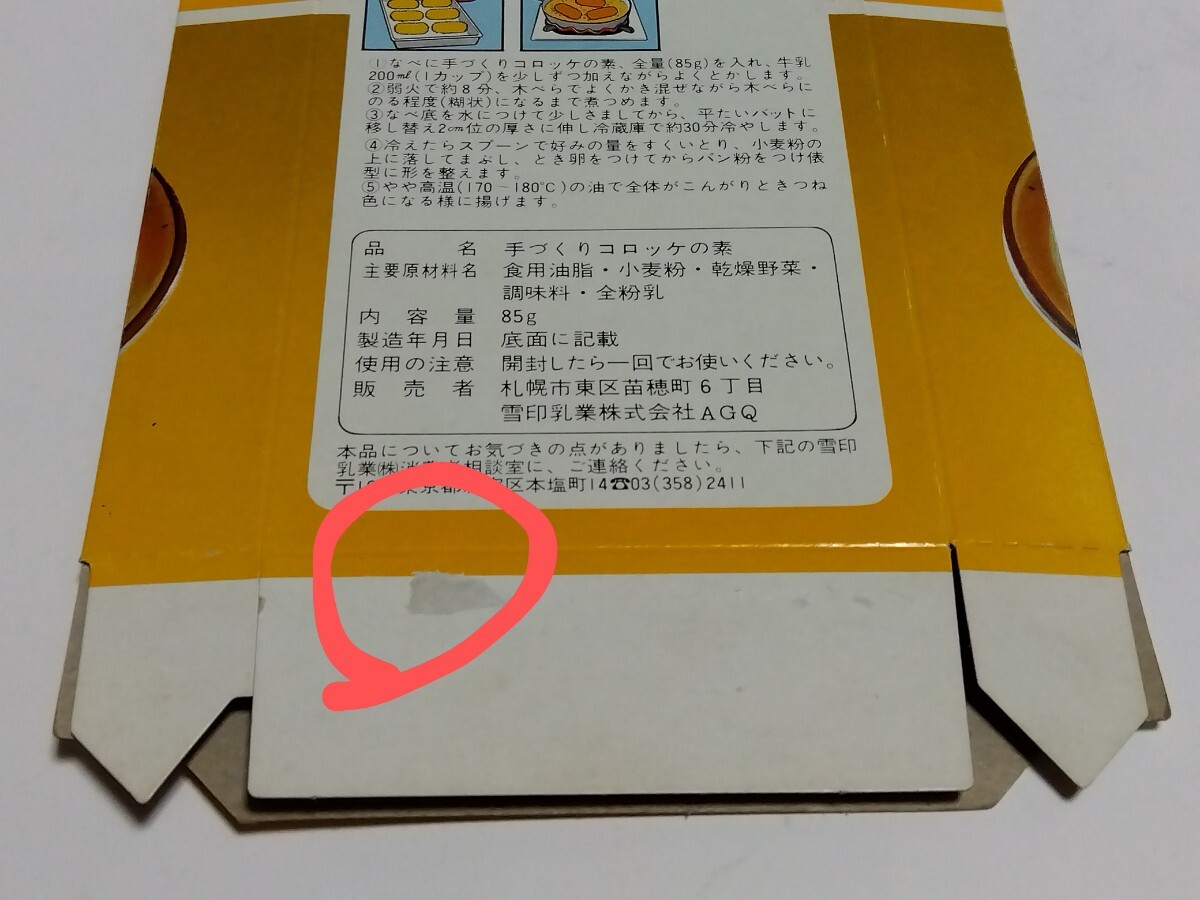 ①なべに手づくりコロッケの素、全量(85g)を入れ、牛乳
200㎖(1カップ)を少しずつ加えながらよくとかします。
②弱火で約8分、木べらでよくかき混ぜながら木べらに
のる程度(糊状)になるまで煮つめます。
③なべ底を水につけて少しさましてから、平たいバットに
移し替え2㎝位の厚さに伸し冷蔵庫で約30分冷やします。
④冷えたらスプーンで好みの量をすくいとり、小麦粉の
上に落してまぶし、とき卵をつけてからパン粉をつけ俵
型に形を整えます。
⑤やや高温(170~180℃)の油で全体がこんがりときつね
色になる様に揚げます。
品名 手づくりコロッケの素
主要原材料名 食用油脂・小麦粉・乾燥野菜・
調味料・全粉乳
内容量 85g
製造年月日 底面に記載
使用の注意 開封したら一回でお使いください。
販売者 札幌市東区苗穂町6丁目
雪印乳業株式会社AGQ
本品についてお気づきの点がありましたら、下記の雪印
乳業㈱消費者相談室に、ご連絡ください。
〒1 東京都 区本塩町14☎03(358)2411